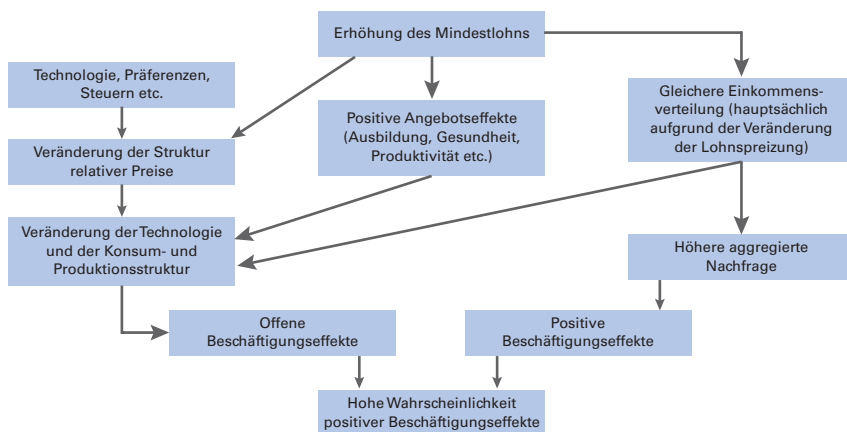 Erhöhung des Mindestlohns
Technologie, Präferenzen,
Steuern etc.
Positive Angebotseffekte
(Ausbildung, Gesundheit,
Produktivität etc.)
Gleichere Einkommens-
verteilung (hauptsächlich
aufgrund der Veränderung
der Lohnspreizung)
Veränderung der Struktur
relativer Preise
Veränderung der Technologie
und der Konsum- und
Produktionsstruktur
Höhere aggregierte
Nachfrage
Offene
Beschäftigungseffekte
Positive
Beschäftigungseffekte
Hohe Wahrscheinlichkeit
positiver Beschäftigungseffekte